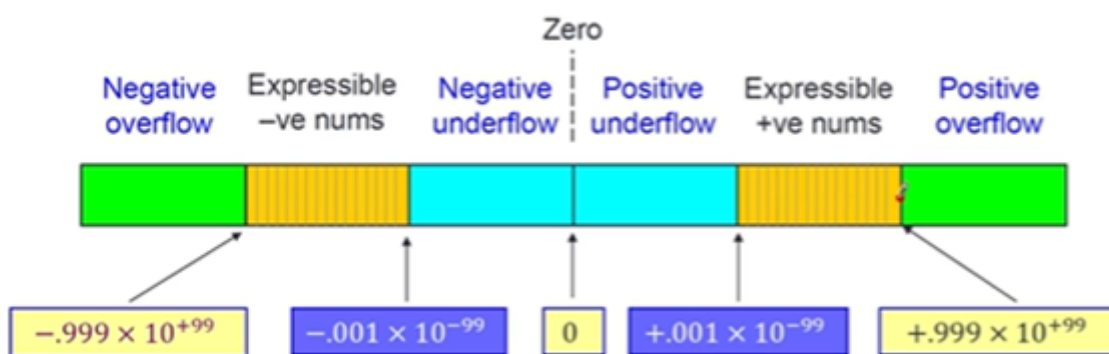 Zero
Negative overflow
Expressible –ve nums
Negative underflow
Positive underflow
Expressible +ve nums
Positive overflow
−.999 × 10⁺⁹⁹
−.001 × 10⁻⁹⁹
0
+.001 × 10⁻⁹⁹
+.999 × 10⁺⁹⁹